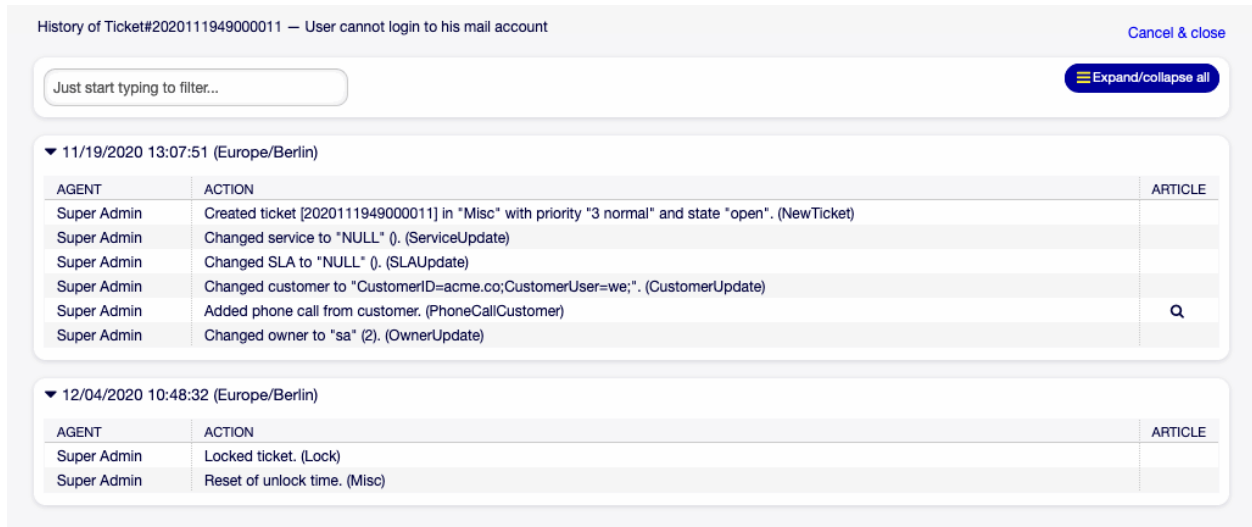 History of Ticket#2020111949000011 — User cannot login to his mail account
Cancel & close
Just start typing to filter...
Expand/collapse all
11/19/2020 13:07:51 (Europe/Berlin)
AGENT ACTION ARTICLE
Super Admin Created ticket [2020111949000011] in "Misc" with priority "3 normal" and state "open". (NewTicket)
Super Admin Changed service to "NULL" (). (ServiceUpdate)
Super Admin Changed SLA to "NULL" (). (SLAUpdate)
Super Admin Changed customer to "CustomerID=acme.co;CustomerUser=we;". (CustomerUpdate)
Super Admin Added phone call from customer. (PhoneCallCustomer)
Super Admin Changed owner to "sa" (2). (OwnerUpdate)
12/04/2020 10:48:32 (Europe/Berlin)
AGENT ACTION ARTICLE
Super Admin Locked ticket. (Lock)
Super Admin Reset of unlock time. (Misc)